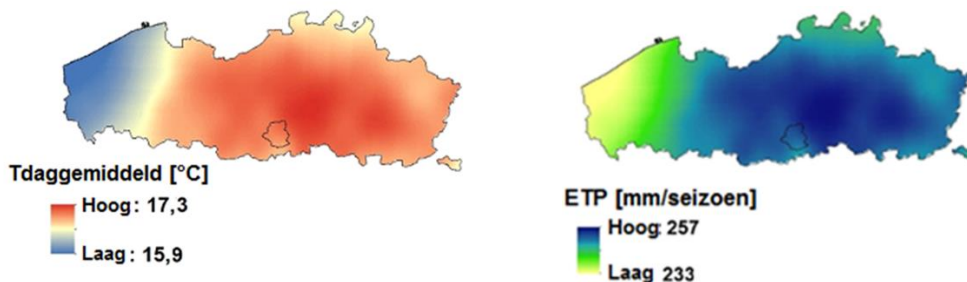 Tdaggemiddeld [°C]
Hoog: 17,3
Laag: 15,9
ETP [mm/seizoen]
Hoog: 257
Laag 233